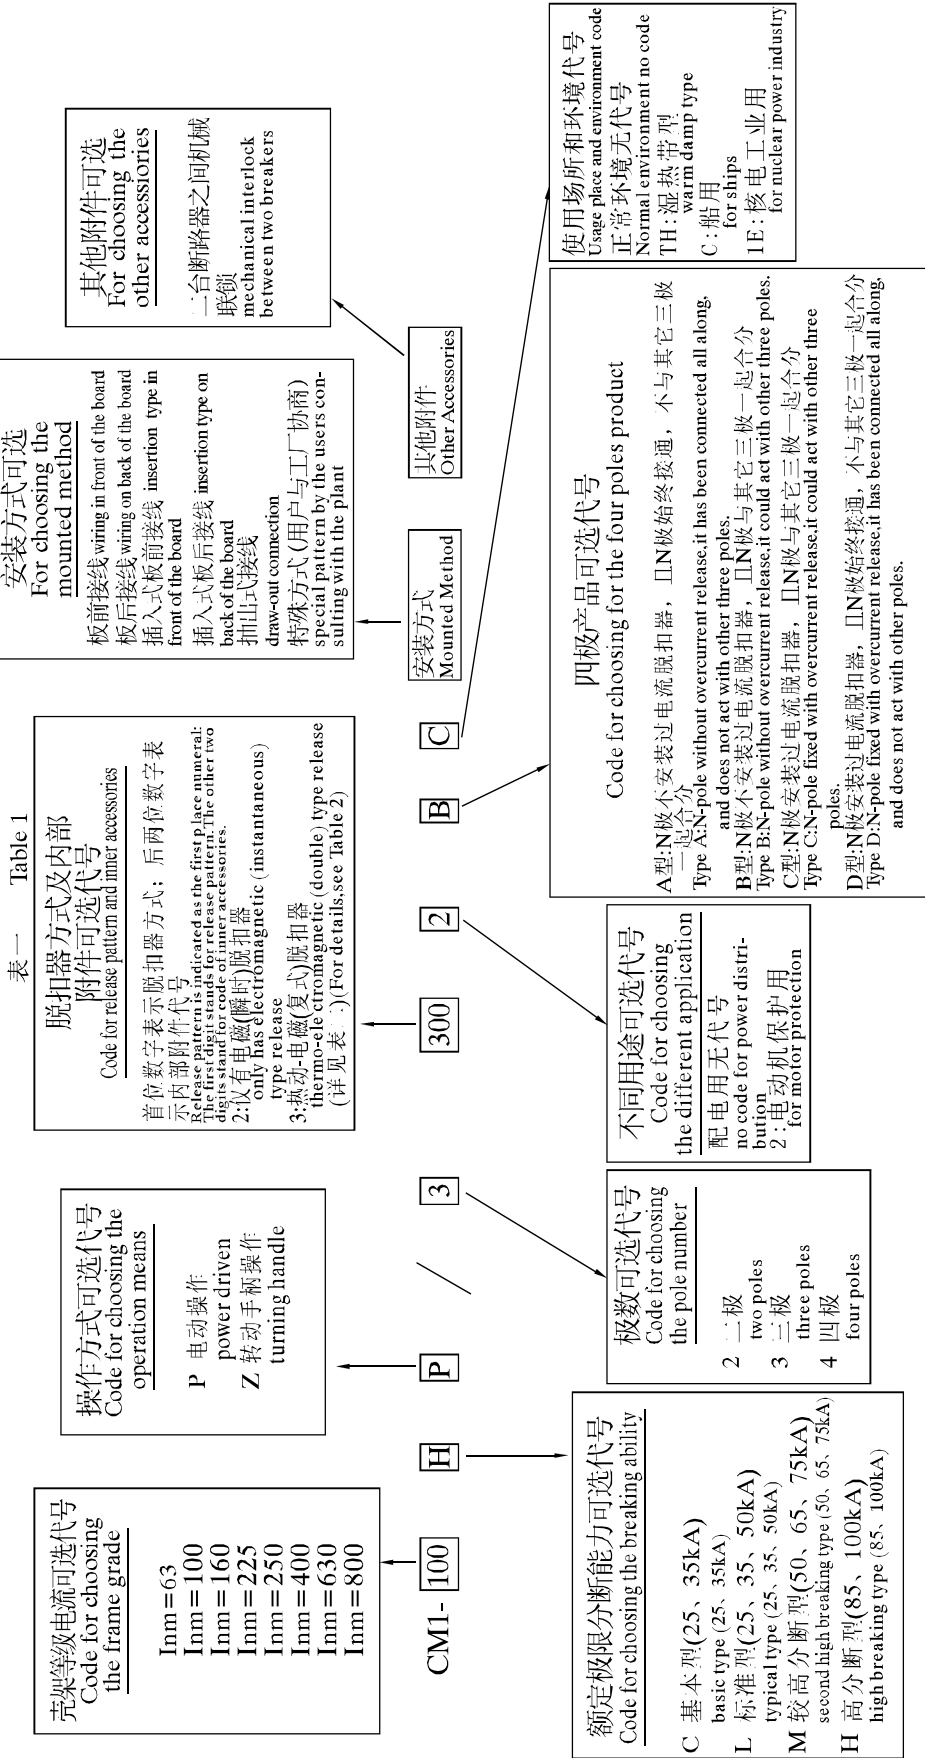 表一 Table 1
壳架等级电流可选代号
Code for choosing
the frame grade
Inm=63
Inm=100
Inm=160
Inm=225
Inm=250
Inm=400
Inm=630
Inm=800
操作方式可选代号
Code for choosing the
operation means
P 电动操作
power driven
Z 转动手柄操作
turning handle
脱扣器方式及内部
附件可选代号
Code for release pattern and inner accessories
首位数字表示脱扣器方式；后两位数字表
示内部附件代号
Release pattern is indicated as the first place numeral:
The first digit stands for release pattern. The other two
digits stand for code of inner accessories.
2:仅有电磁(瞬时)脱扣器
only has electromagnetic (instantaneous)
type release
3:热动-电磁(复式)脱扣器
thermo-electromagnetic (double) type release
(详见表二)(For details,see Table 2)
安装方式可选
For choosing the
mounted method
板前接线 wiring in front of the board
板后接线 wiring on back of the board
插入式板前接线 insertion type in
front of the board
插入式板后接线 insertion type on
back of the board
抽出式接线
draw-out connection
特殊方式 (用户与工厂协商)
special pattern by the users con-
sulting with the plant
其他附件可选
For choosing the
other accessiories
二台断路器之间机械
联锁
mechanical interlock
between two breakers
CM1- 100 H P / 3 300 2 B C
安装方式
Mounted Method
其他附件
Other Accessories
额定极限分断能力可选代号
Code for choosing the breaking ability
C 基本型(25、35kA)
basic type (25、35kA)
L 标准型(25、35、50kA)
typical type (25、35、50kA)
M 较高分断型(50、65、75kA)
second high breaking type (50、65、75kA)
H 高分断型(85、100kA)
high breaking type (85、100kA)
极数可选代号
Code for choosing
the pole number
2 二极
two poles
3 三极
three poles
4 四极
four poles
不同用途可选代号
Code for choosing
the different application
配电用无代号
no code for power distri-
bution
2:电动机保护用
for motor protection
四极产品可选代号
Code for choosing for the four poles product
A型:N极不安装过电流脱扣器，且N极始终接通，不与其它三极
一起合分
Type A:N-pole without overcurrent release,it has been connected all along,
and does not act with other three poles.
B型:N极不安装过电流脱扣器，且N极与其它三极一起合分
Type B:N-pole without overcurrent release,it could act with other three poles.
C型:N极安装过电流脱扣器，且N极与其它三极一起合分
Type C:N-pole fixed with overcurrent release,it could act with other three
poles.
D型:N极安装过电流脱扣器，且N极始终接通，不与其它三极一起合分
Type D:N-pole fixed with overcurrent release,it has been connected all along,
and does not act with other poles.
使用场所和环境代号
Usage place and environment code
正常环境无代号
Normal environment no code
TH:湿热带型
warm damp type
C:船用
for ships
1E:核电工业用
for nuclear power industry